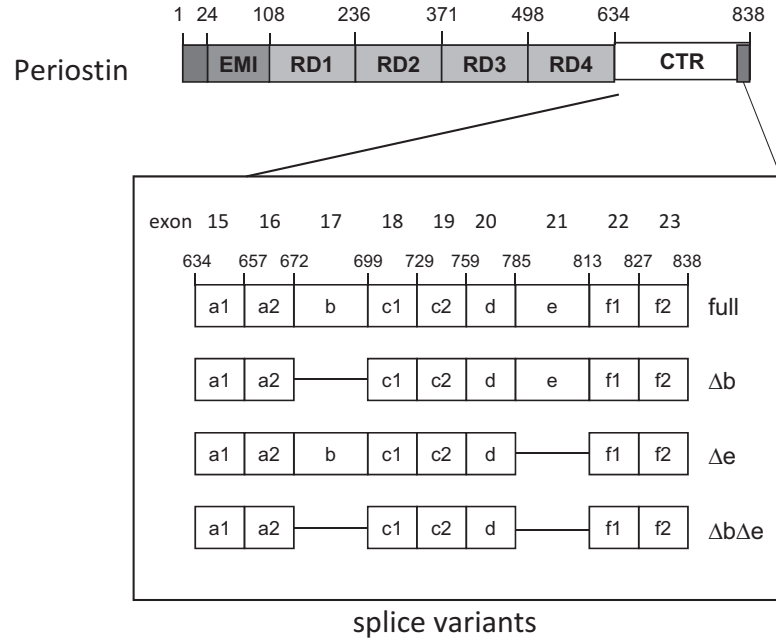 1 24 108 236 371 498 634 838
Periostin EMI RD1 RD2 RD3 RD4 CTR
exon 15 16 17 18 19 20 21 22 23
634 657 672 699 729 759 785 813 827 838
a1 a2 b c1 c2 d e f1 f2 full
a1 a2 c1 c2 d e f1 f2 Δb
a1 a2 b c1 c2 d f1 f2 Δe
a1 a2 c1 c2 d f1 f2 ΔbΔe
splice variants